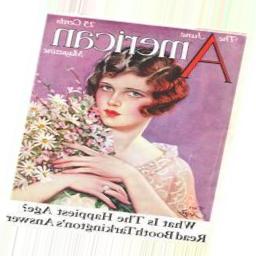 The June
25 Cents
American
Magazine
What Is The Happiest Age?
Read Booth Tarkington's Answer